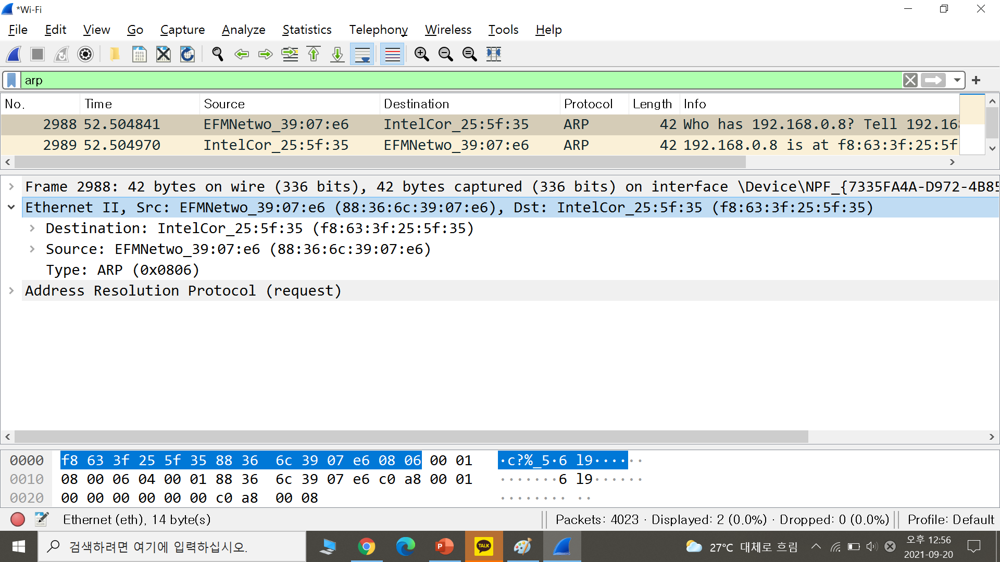 *Wi-Fi
File Edit View Go Capture Analyze Statistics Telephony Wireless Tools Help
arp
No. Time Source Destination Protocol Length Info
2988 52.504841 EFMNetwo_39:07:e6 IntelCor_25:5f:35 ARP 42 Who has 192.168.0.8? Tell 192.16
2989 52.504970 IntelCor_25:5f:35 EFMNetwo_39:07:e6 ARP 42 192.168.0.8 is at f8:63:3f:25:5f
Frame 2988: 42 bytes on wire (336 bits), 42 bytes captured (336 bits) on interface \Device\NPF_{7335FA4A-D972-4B85
Ethernet II, Src: EFMNetwo_39:07:e6 (88:36:6c:39:07:e6), Dst: IntelCor_25:5f:35 (f8:63:3f:25:5f:35)
Destination: IntelCor_25:5f:35 (f8:63:3f:25:5f:35)
Source: EFMNetwo_39:07:e6 (88:36:6c:39:07:e6)
Type: ARP (0x0806)
Address Resolution Protocol (request)
0000 f8 63 3f 25 5f 35 88 36 6c 39 07 e6 08 06 00 01 ·c?%_5·6 l9······
0010 08 00 06 04 00 01 88 36 6c 39 07 e6 c0 a8 00 01 ·······6 l9······
0020 00 00 00 00 00 00 c0 a8 00 08 ········ ··
Ethernet (eth), 14 byte(s) Packets: 4023 · Displayed: 2 (0.0%) · Dropped: 0 (0.0%) Profile: Default
검색하려면 여기에 입력하십시오. TALK 27°C 대체로 흐림 오후 12:56
2021-09-20